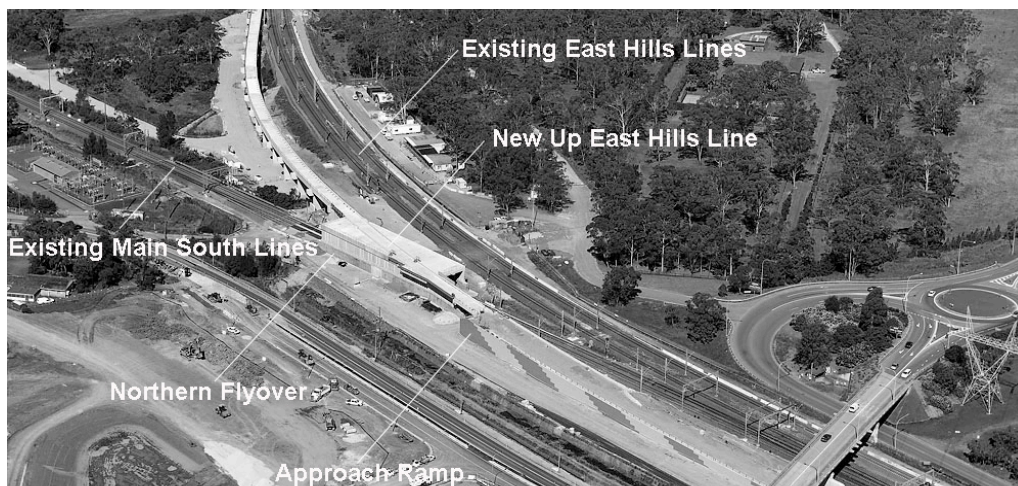 Existing East Hills Lines
New Up East Hills Line
Existing Main South Lines
Northern Flyover
Approach Ramp